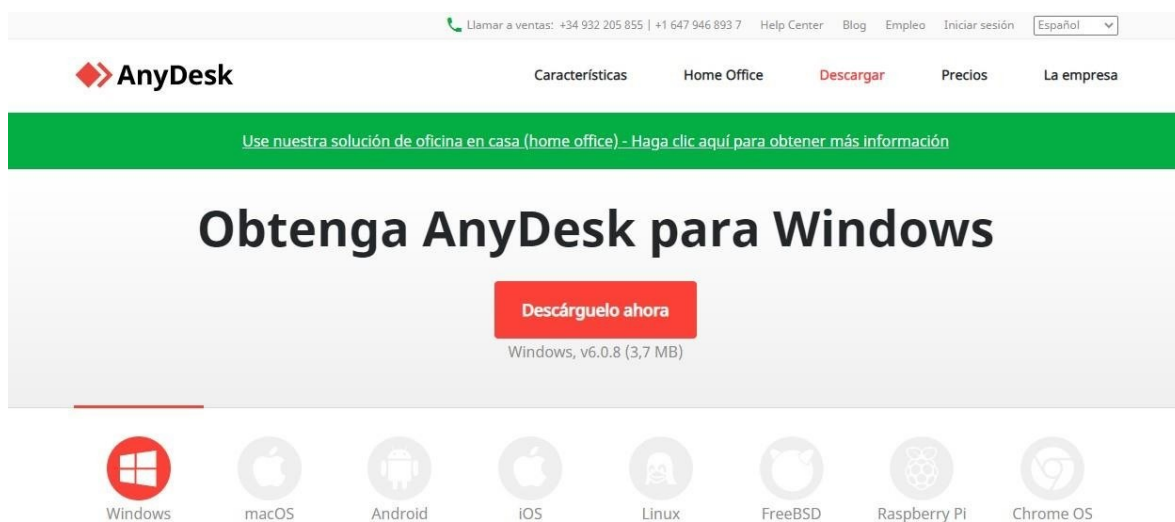 Llamar a ventas: +34 932 205 855 | +1 647 946 893 7 Help Center Blog Empleo Iniciar sesión Español
AnyDesk Características Home Office Descargar Precios La empresa
Use nuestra solución de oficina en casa (home office) - Haga clic aquí para obtener más información
Obtenga AnyDesk para Windows
Descárguelo ahora
Windows, v6.0.8 (3,7 MB)
Windows macOS Android iOS Linux FreeBSD Raspberry Pi Chrome OS